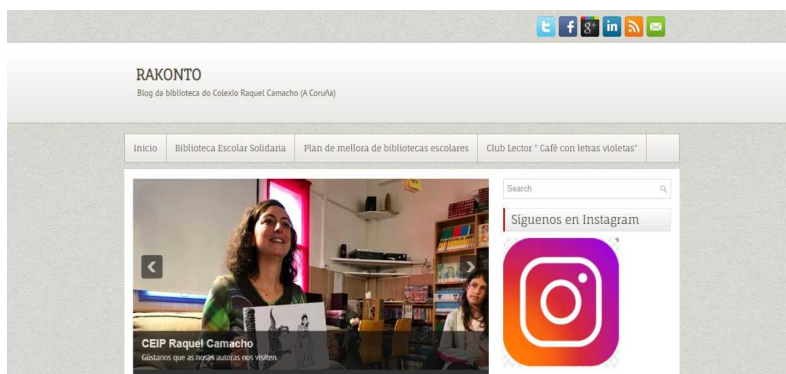 RAKONTO
Blog da biblioteca do Colexio Raquel Camacho (A Coruña)
Inicio
Biblioteca Escolar Solidaria
Plan de mellora de bibliotecas escolares
Club Lector " Café con letras violetas"
Search
Síguenos en Instagram
CEIP Raquel Camacho
Gústanos que as nosas autoras nos visiten.